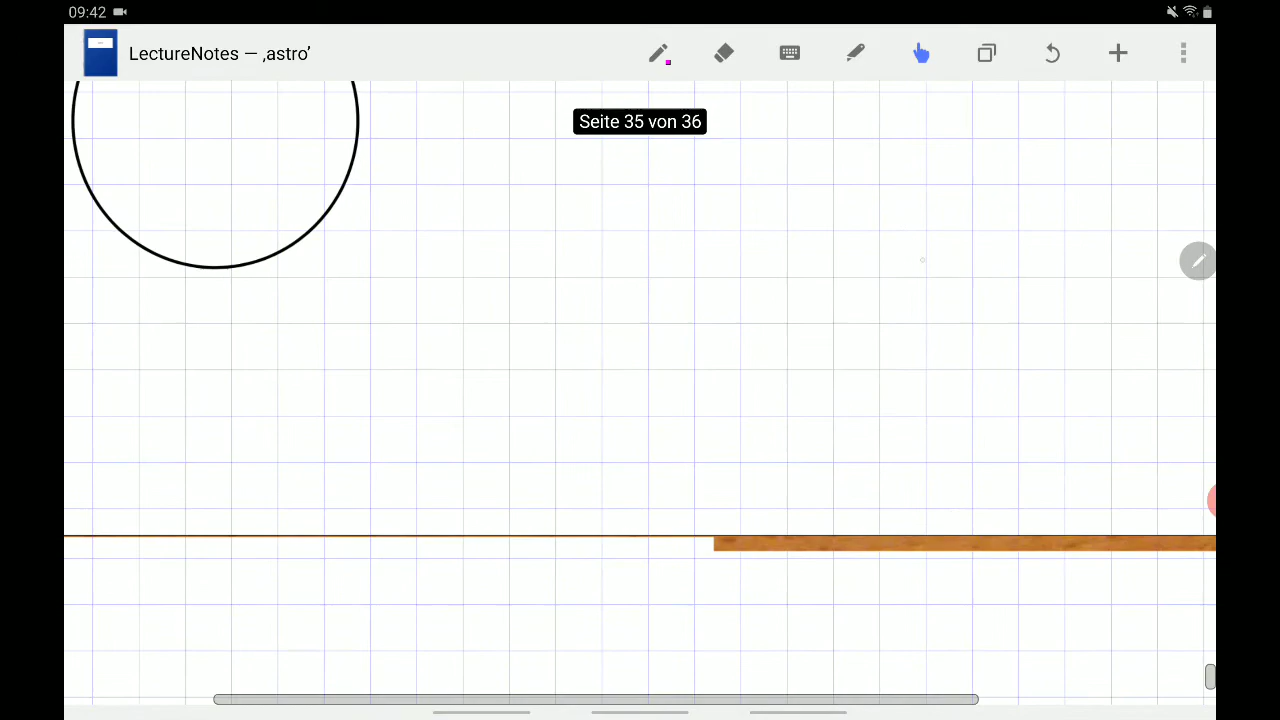 09:42
LectureNotes — ‚astro’
Seite 35 von 36